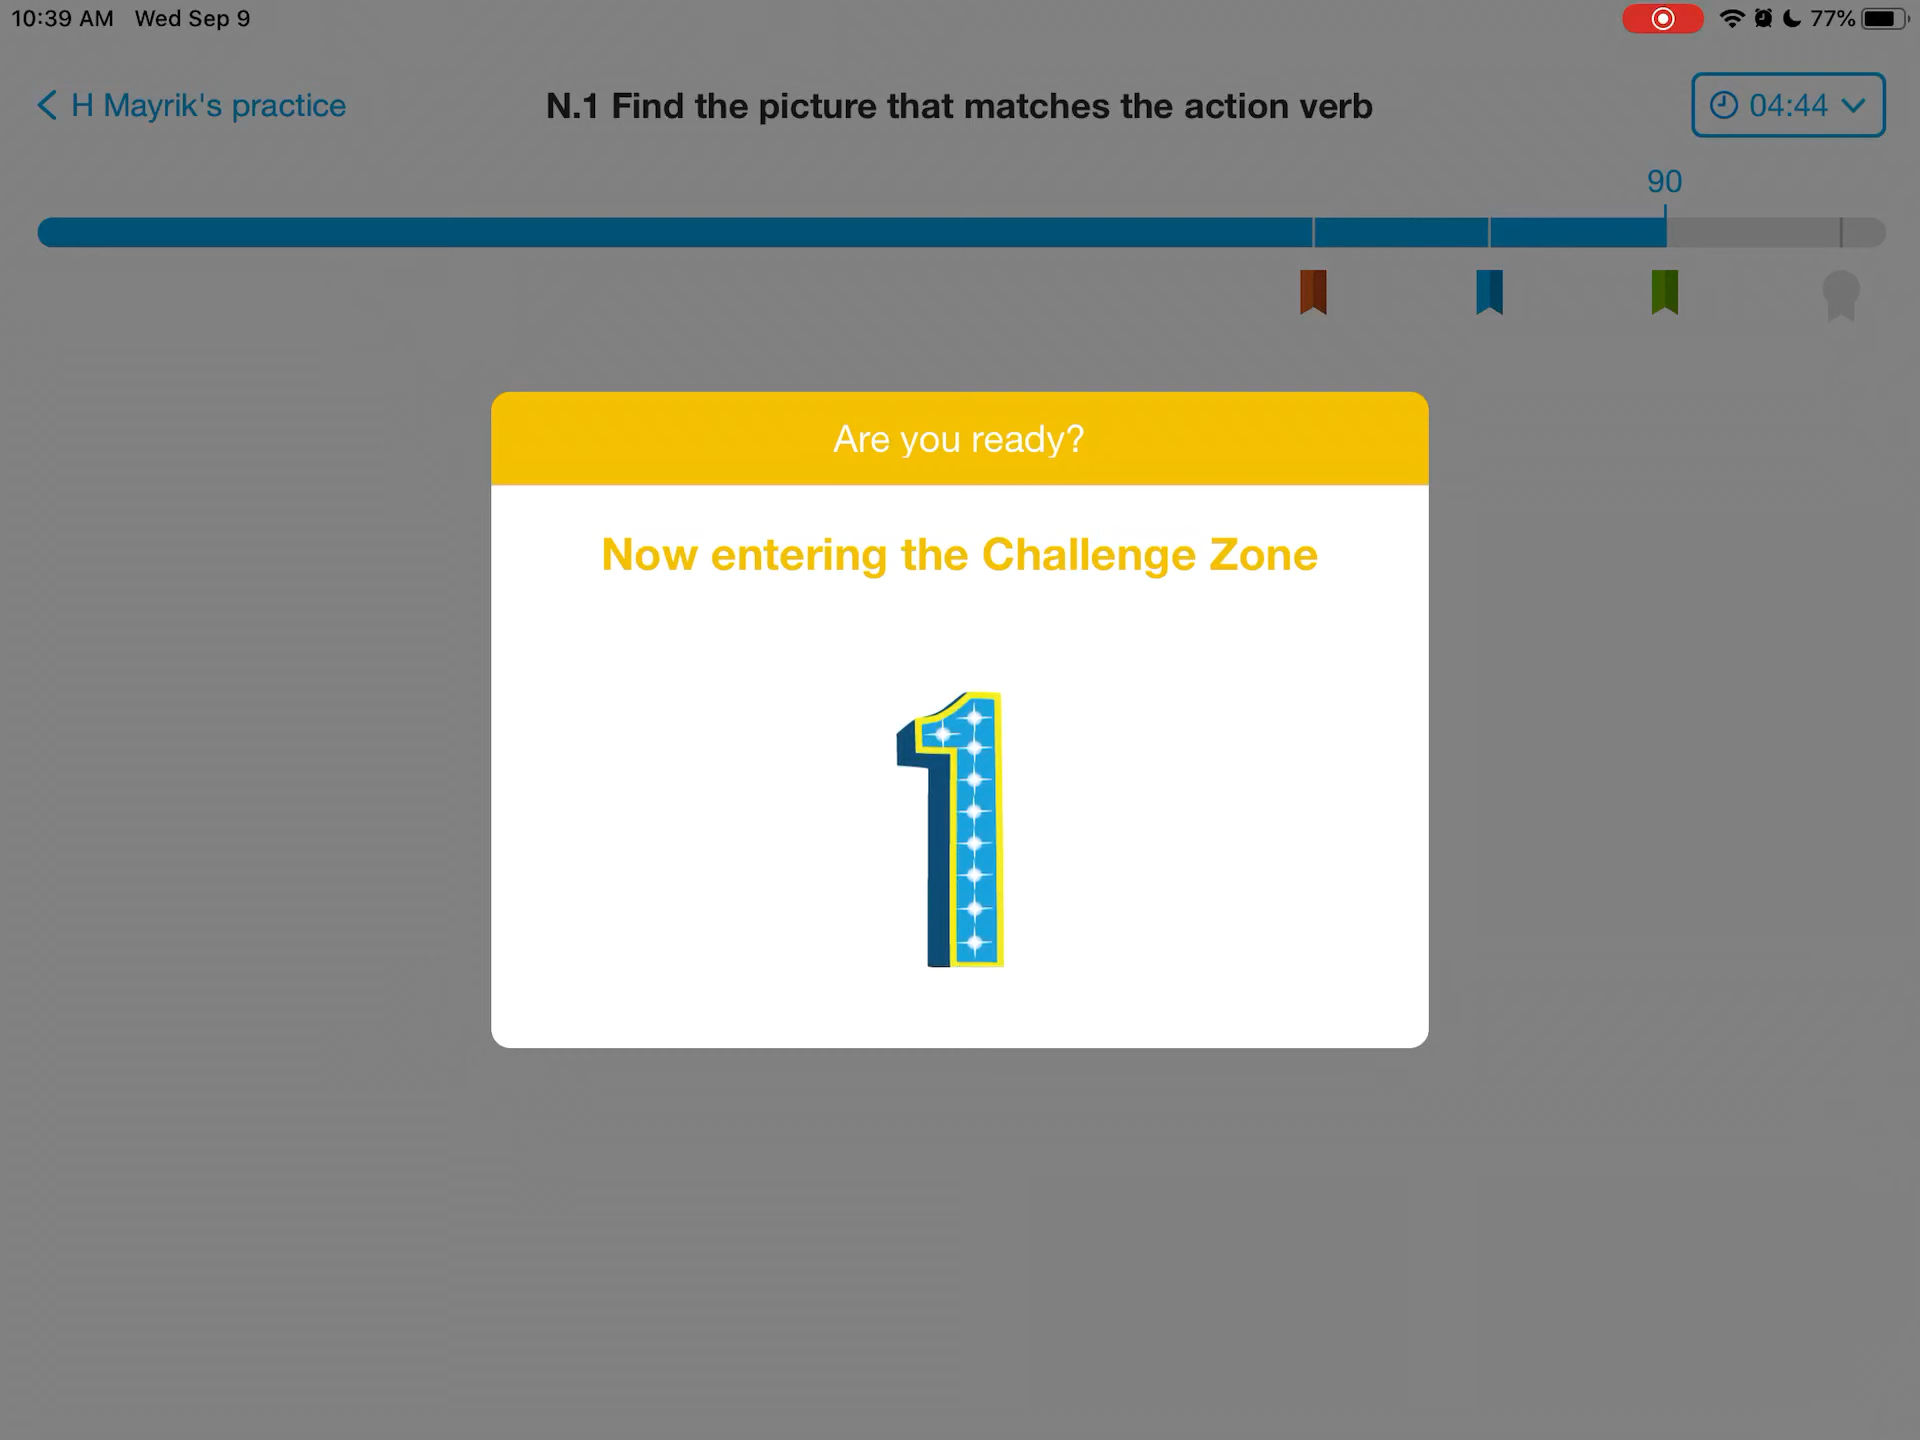 10:39 AM Wed Sep 9 77%
H Mayrik's practice N.1 Find the picture that matches the action verb 04:44
90
Are you ready?
Now entering the Challenge Zone
1